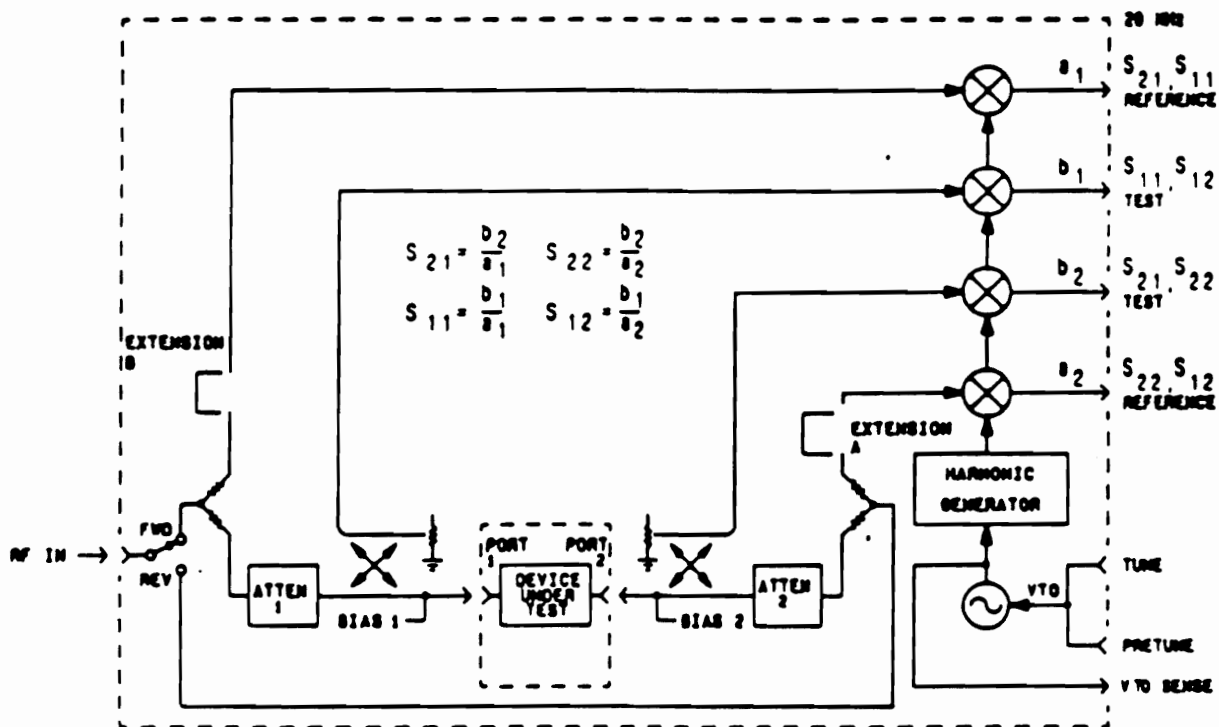 20 MHz
a1
S21, S11
REFERENCE
b1
S11, S12
TEST
S21 = b2/a1 S22 = b2/a2
S11 = b1/a1 S12 = b1/a2
b2
S21, S22
TEST
EXTENSION
B
a2
S22, S12
REFERENCE
EXTENSION
A
HARMONIC
GENERATOR
FWD
RF IN
REV
ATTEN
1
BIAS 1
PORT
1
PORT
2
DEVICE
UNDER
TEST
BIAS 2
ATTEN
2
VTO
TUNE
PRETUNE
VTO SENSE